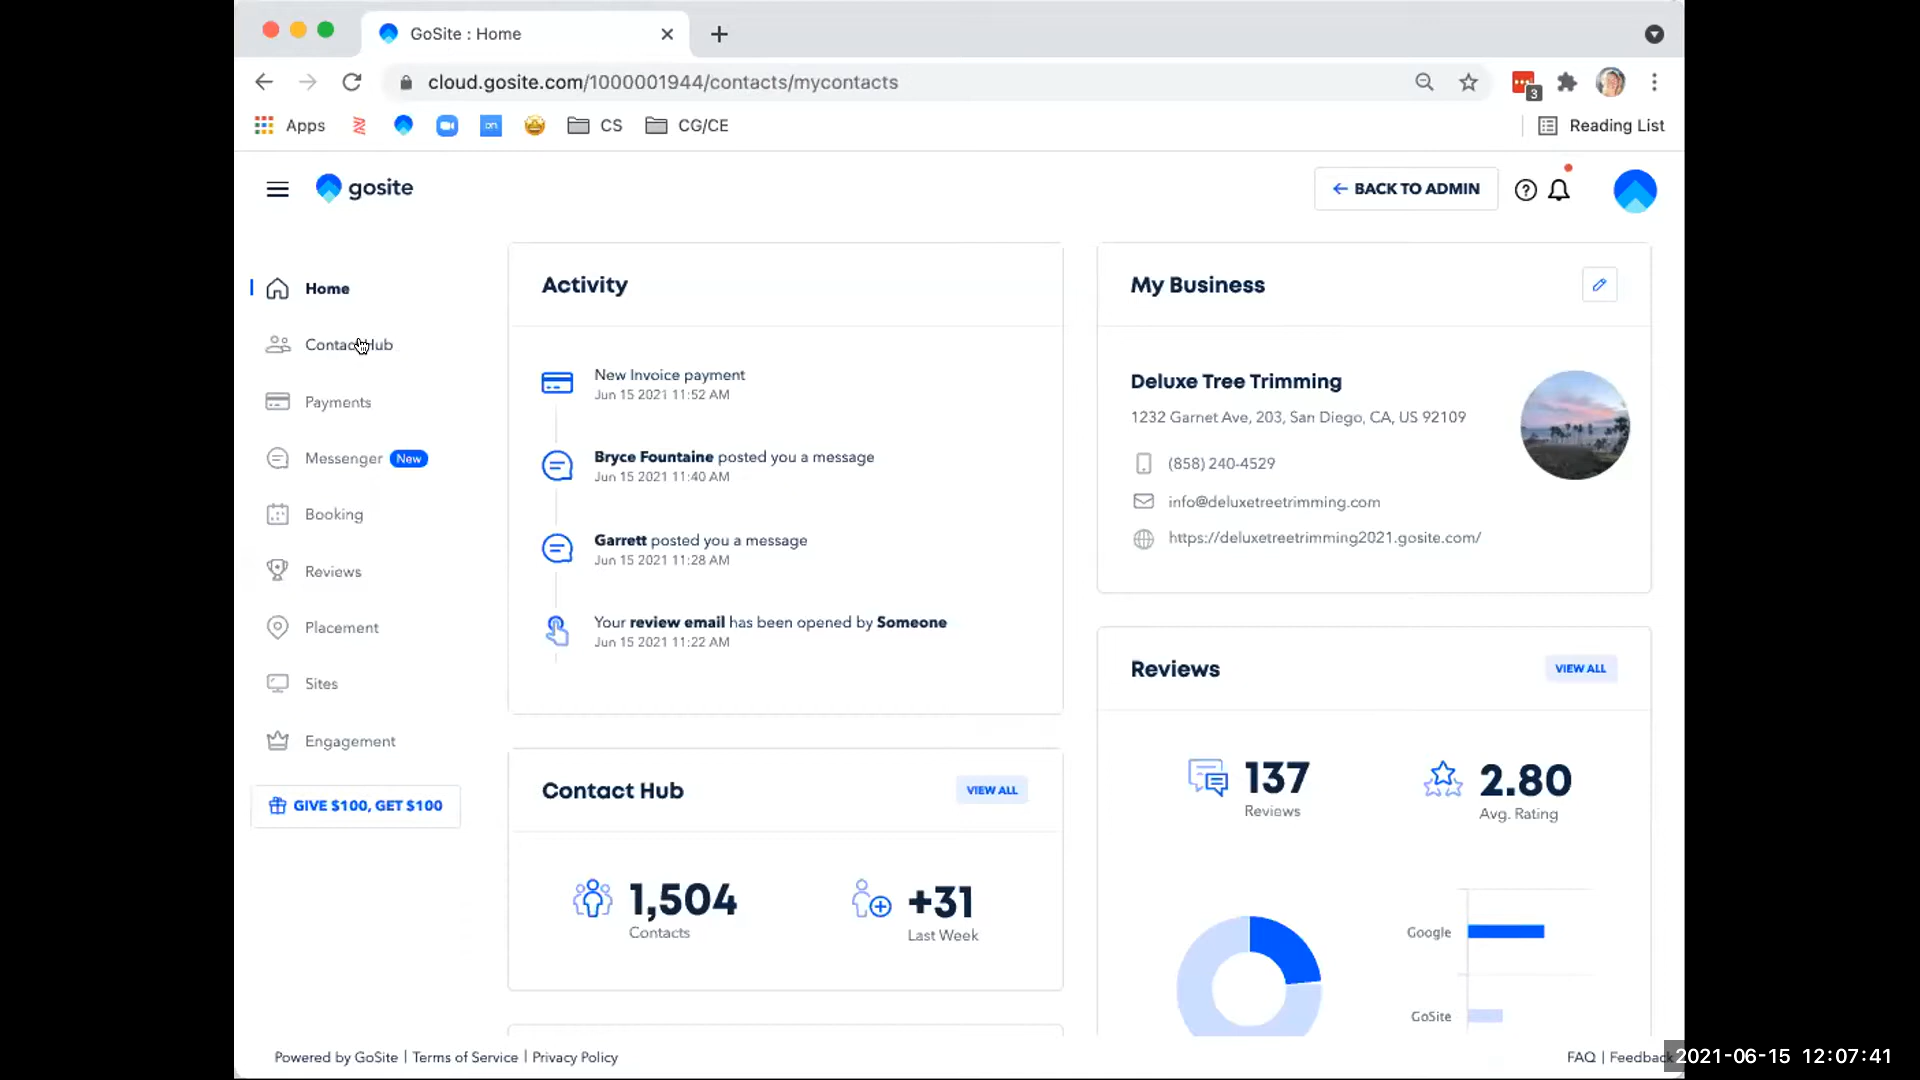 GoSite : Home
cloud.gosite.com/1000001944/contacts/mycontacts
3
Apps
on
CS
CG/CE
Reading List
gosite
BACK TO ADMIN
Home
Contact Hub
Payments
Messenger New
Booking
Reviews
Placement
Sites
Engagement
GIVE $100, GET $100
Activity
New Invoice payment
Jun 15 2021 11:52 AM
Bryce Fountaine posted you a message
Jun 15 2021 11:40 AM
Garrett posted you a message
Jun 15 2021 11:28 AM
Your review email has been opened by Someone
Jun 15 2021 11:22 AM
Contact Hub
VIEW ALL
1,504
Contacts
+31
Last Week
My Business
Deluxe Tree Trimming
1232 Garnet Ave, 203, San Diego, CA, US 92109
(858) 240-4529
info@deluxetreetrimming.com
https://deluxetreetrimming2021.gosite.com/
Reviews
VIEW ALL
137
Reviews
2.80
Avg. Rating
Google
GoSite
Powered by GoSite | Terms of Service | Privacy Policy
FAQ | Feedback
2021-06-15 12:07:41